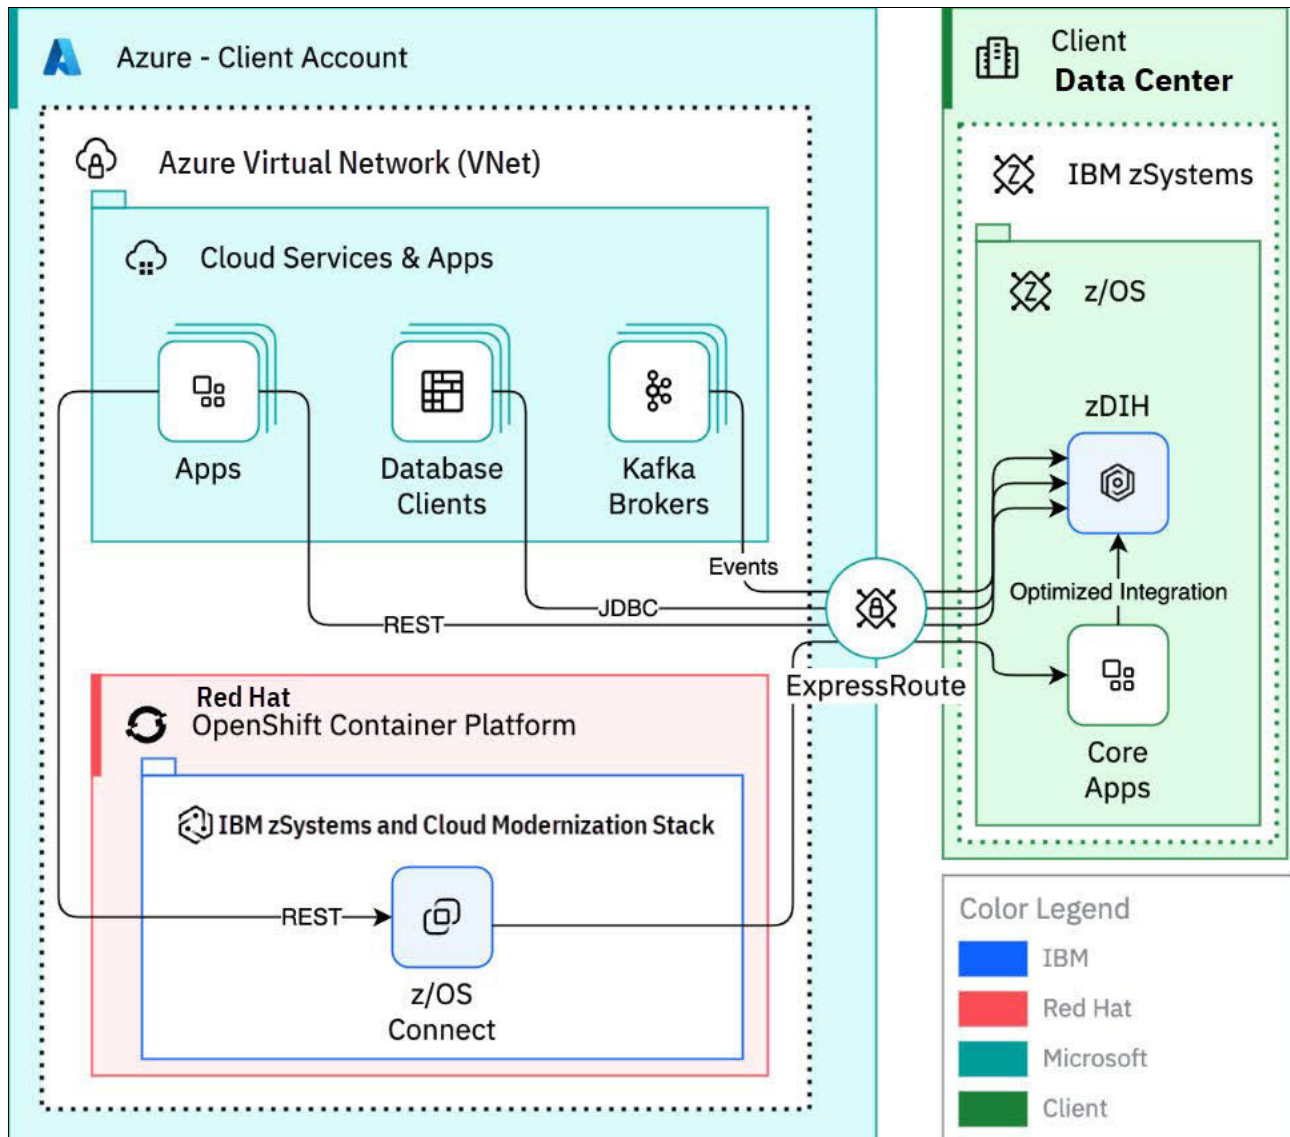 Azure - Client Account
Azure Virtual Network (VNet)
Cloud Services & Apps
Apps
Database
Clients
Kafka
Brokers
Events
JDBC
REST
ExpressRoute
Red Hat
OpenShift Container Platform
IBM zSystems and Cloud Modernization Stack
REST
z/OS
Connect
Client
Data Center
IBM zSystems
z/OS
zDIH
Optimized Integration
Core
Apps
Color Legend
IBM
Red Hat
Microsoft
Client